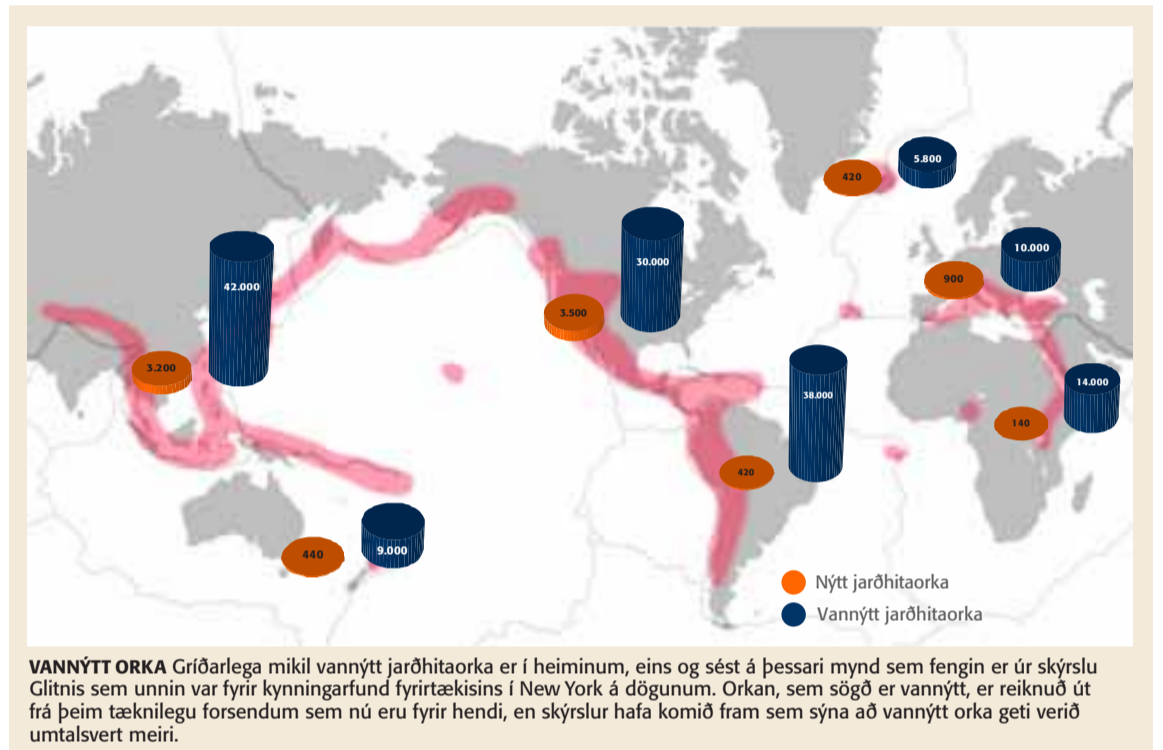 5.800
420
10.000
42.000
30.000
900
3.500
3.200
14.000
38.000
140
420
9.000
440
Nýtt jarðhitaorka
Vannýtt jarðhitaorka
VANNÝTT ORKA Gríðarlega mikil vannýtt jarðhitaorka er í heiminum, eins og sést á þessari mynd sem fengin er úr skýrslu
Glitnis sem unnin var fyrir kynningarfund fyrirtækisins í New York á dögunum. Orkan, sem sögð er vannýtt, er reiknuð út
frá þeim tæknilegu forsendum sem nú eru fyrir hendi, en skýrslur hafa komið fram sem sýna að vannýtt orka geti verið
umtalsvert meiri.